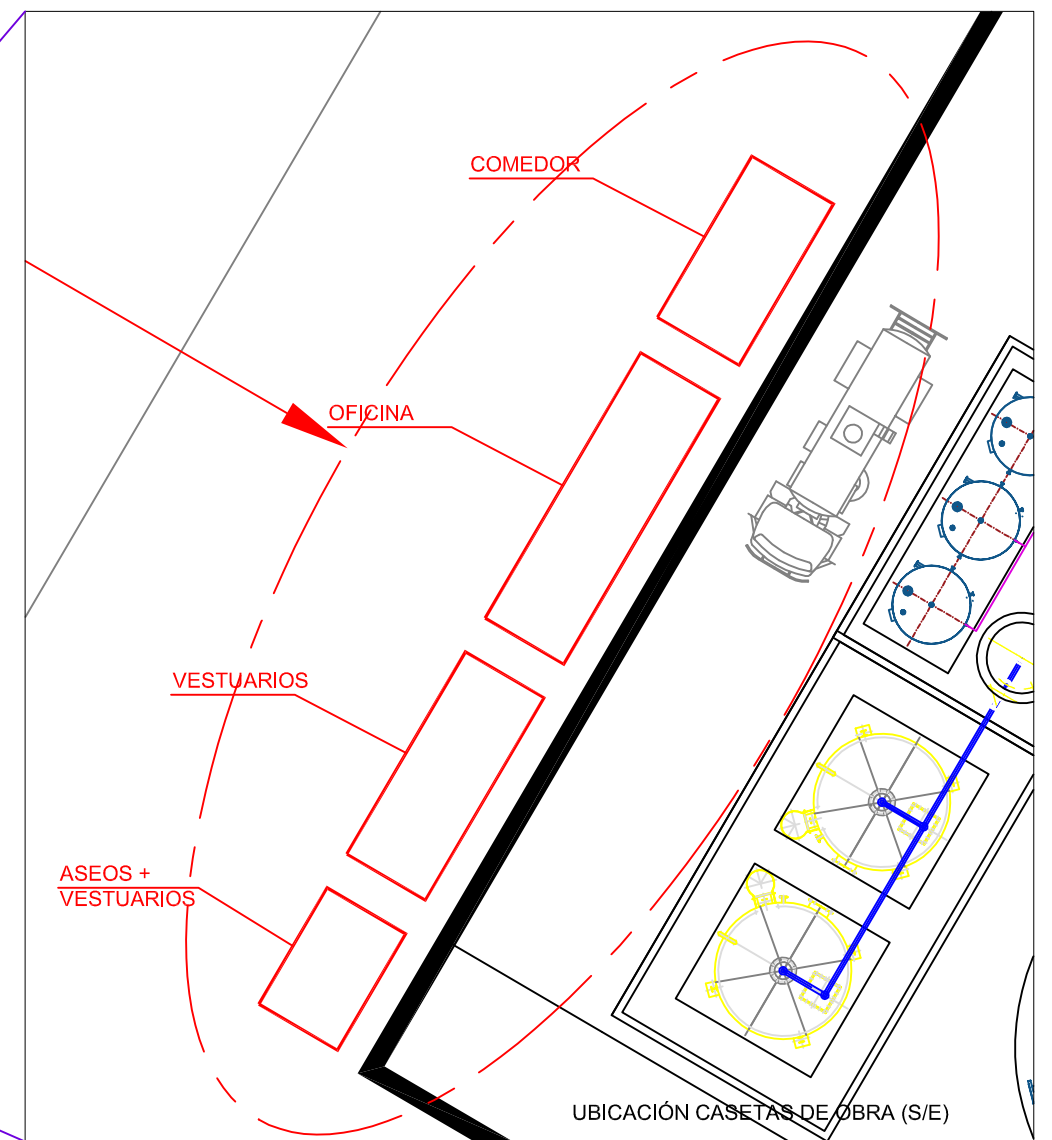 COMEDOR
OFICINA
VESTUARIOS
ASEOS +
VESTUARIOS
UBICACIÓN CASETAS DE OBRA (S/E)